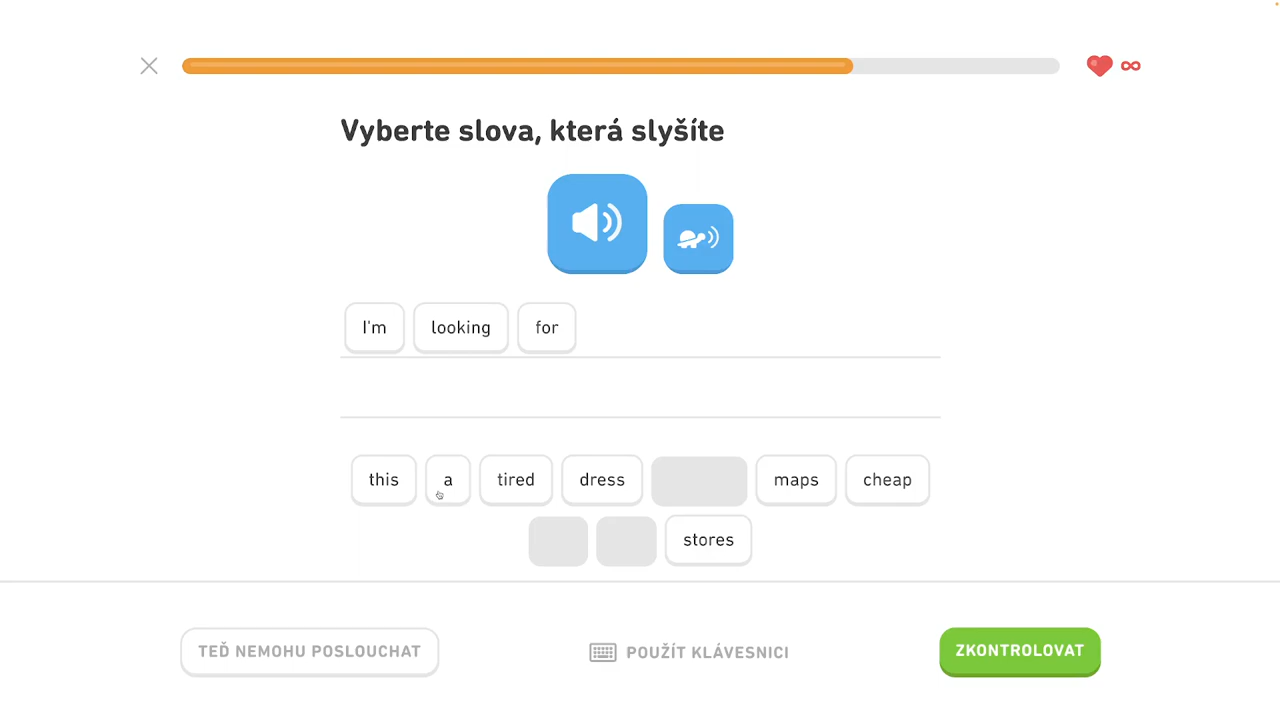 Vyberte slova, která slyšíte
I'm looking for
this a tired dress maps cheap
stores
TEĎ NEMOHU POSLOUCHAT POUŽÍT KLÁVESNICI ZKONTROLOVAT